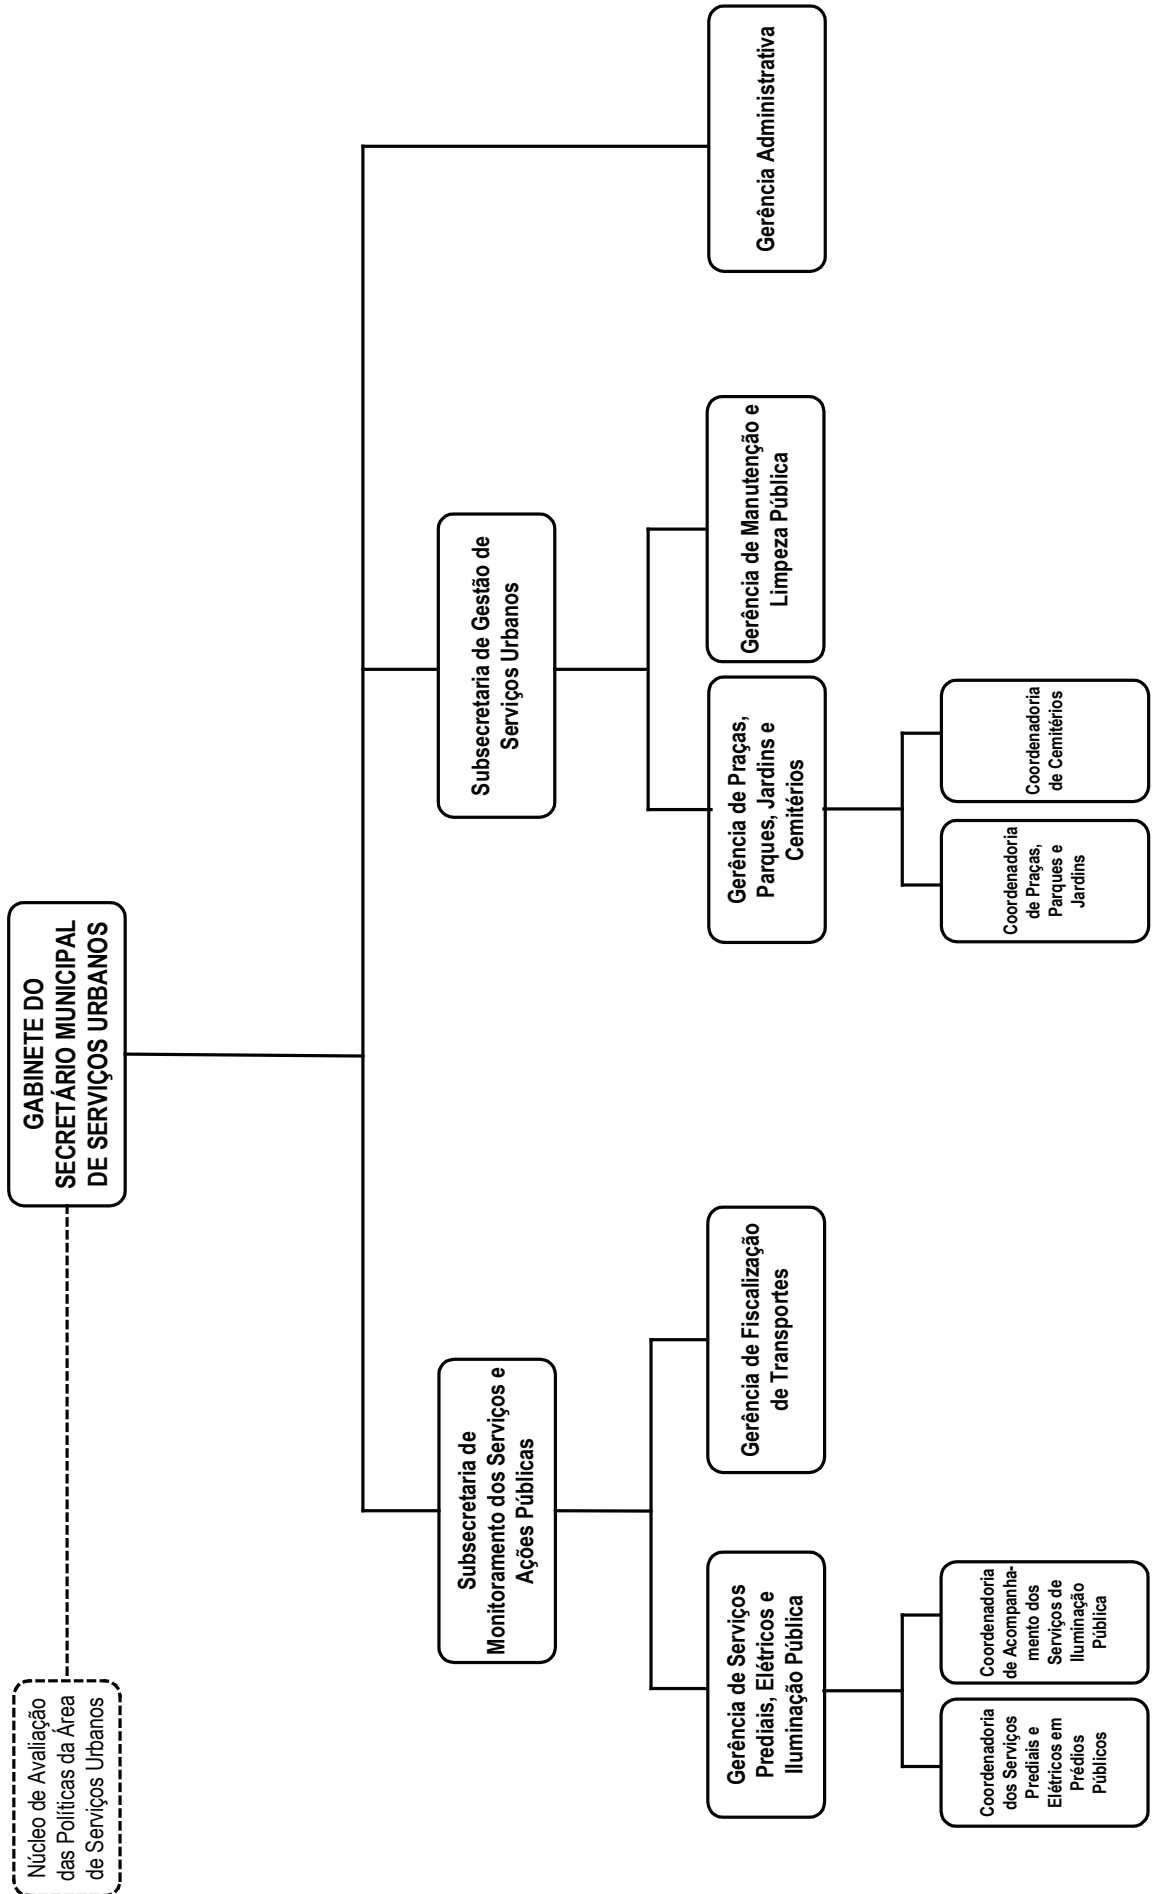 GABINETE DO
SECRETÁRIO MUNICIPAL
DE SERVIÇOS URBANOS
Núcleo de Avaliação
das Políticas da Área
de Serviços Urbanos
Subsecretaria de
Monitoramento dos Serviços e
Ações Públicas
Subsecretaria de Gestão de
Serviços Urbanos
Gerência de Serviços
Prediais, Elétricos e
Iluminação Pública
Gerência de Fiscalização
de Transportes
Gerência de Praças,
Parques, Jardins e
Cemitérios
Gerência de Manutenção e
Limpeza Pública
Gerência Administrativa
Coordenadoria
dos Serviços
Prediais e
Elétricos em
Prédios
Públicos
Coordenadoria
de Acompanha-
mento dos
Serviços de
Iluminação
Pública
Coordenadoria
de Praças,
Parques e
Jardins
Coordenadoria
de Cemitérios